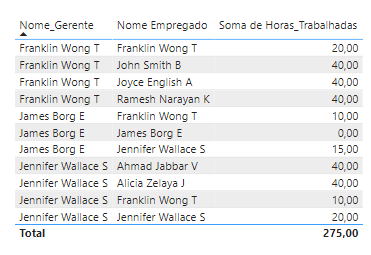 Nome_Gerente Nome Empregado Soma de Horas_Trabalhadas
Franklin Wong T Franklin Wong T 20,00
Franklin Wong T John Smith B 40,00
Franklin Wong T Joyce English A 40,00
Franklin Wong T Ramesh Narayan K 40,00
James Borg E Franklin Wong T 10,00
James Borg E James Borg E 0,00
James Borg E Jennifer Wallace S 15,00
Jennifer Wallace S Ahmad Jabbar V 40,00
Jennifer Wallace S Alicia Zelaya J 40,00
Jennifer Wallace S Franklin Wong T 10,00
Jennifer Wallace S Jennifer Wallace S 20,00
Total 275,00